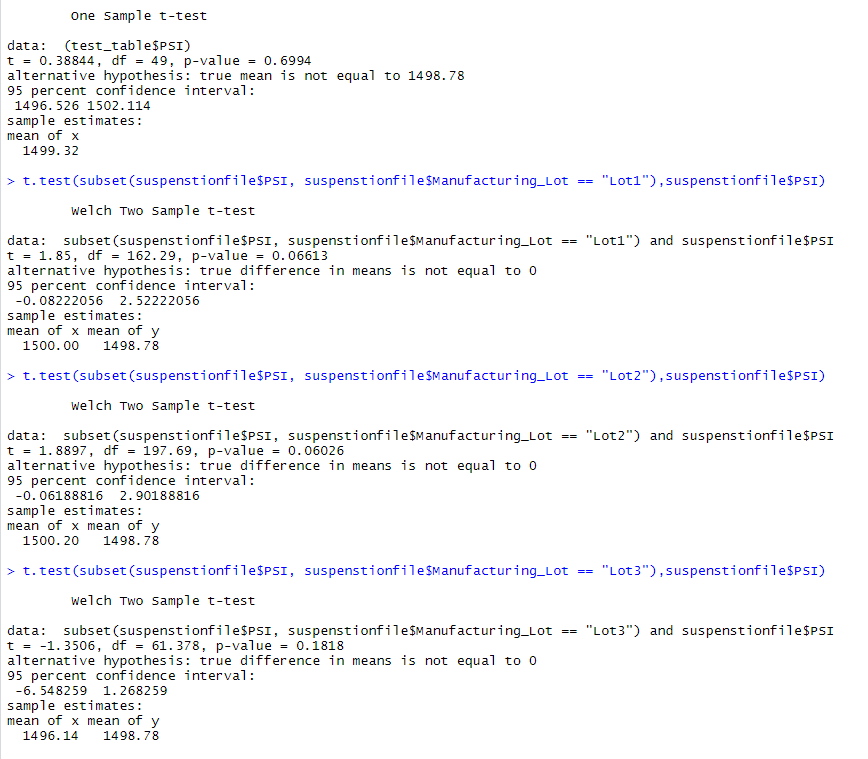 One Sample t-test
data:  (test_table$PSI)
t = 0.38844, df = 49, p-value = 0.6994
alternative hypothesis: true mean is not equal to 1498.78
95 percent confidence interval:
 1496.526 1502.114
sample estimates:
mean of x
  1499.32
> t.test(subset(suspenstionfile$PSI, suspenstionfile$Manufacturing_Lot == "Lot1"),suspenstionfile$PSI)
Welch Two Sample t-test
data:  subset(suspenstionfile$PSI, suspenstionfile$Manufacturing_Lot == "Lot1") and suspenstionfile$PSI
t = 1.85, df = 162.29, p-value = 0.06613
alternative hypothesis: true difference in means is not equal to 0
95 percent confidence interval:
 -0.08222056  2.52222056
sample estimates:
mean of x mean of y
  1500.00   1498.78
> t.test(subset(suspenstionfile$PSI, suspenstionfile$Manufacturing_Lot == "Lot2"),suspenstionfile$PSI)
Welch Two Sample t-test
data:  subset(suspenstionfile$PSI, suspenstionfile$Manufacturing_Lot == "Lot2") and suspenstionfile$PSI
t = 1.8897, df = 197.69, p-value = 0.06026
alternative hypothesis: true difference in means is not equal to 0
95 percent confidence interval:
 -0.06188816  2.90188816
sample estimates:
mean of x mean of y
  1500.20   1498.78
> t.test(subset(suspenstionfile$PSI, suspenstionfile$Manufacturing_Lot == "Lot3"),suspenstionfile$PSI)
Welch Two Sample t-test
data:  subset(suspenstionfile$PSI, suspenstionfile$Manufacturing_Lot == "Lot3") and suspenstionfile$PSI
t = -1.3506, df = 61.378, p-value = 0.1818
alternative hypothesis: true difference in means is not equal to 0
95 percent confidence interval:
 -6.548259  1.268259
sample estimates:
mean of x mean of y
  1496.14   1498.78